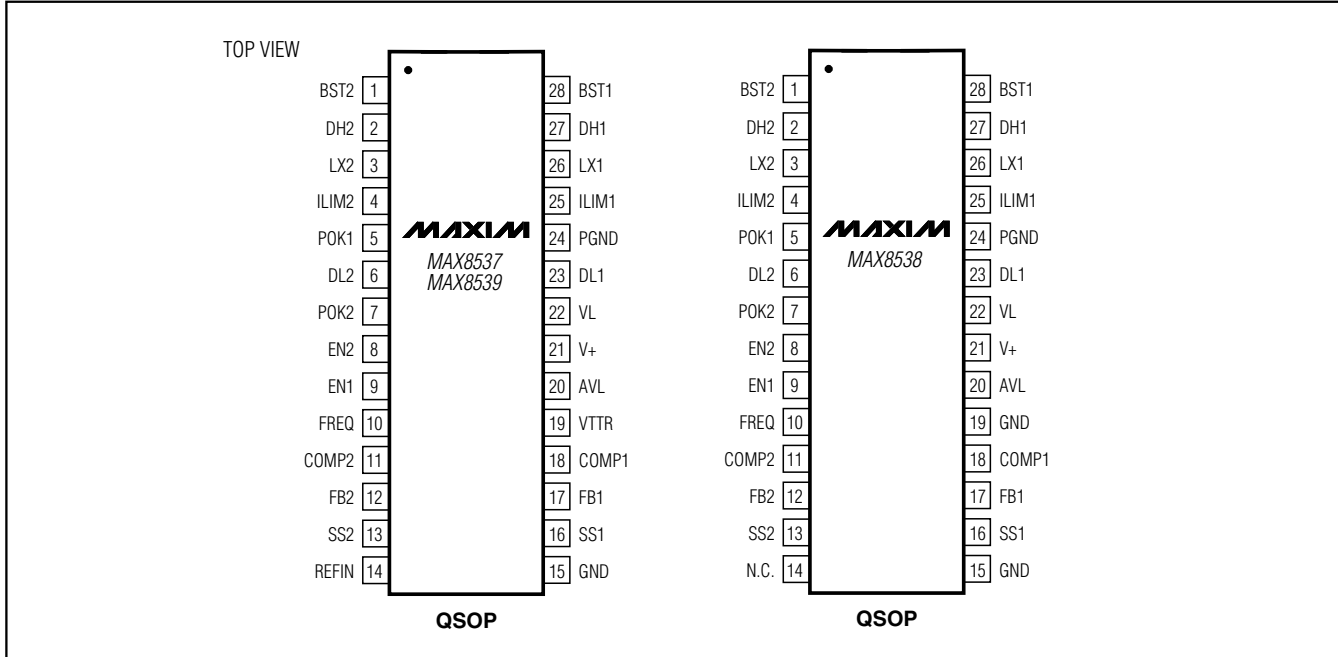 TOP VIEW
BST2 1 28 BST1
DH2 2 27 DH1
LX2 3 26 LX1
ILIM2 4 25 ILIM1
POK1 5 24 PGND
DL2 6 23 DL1
POK2 7 22 VL
EN2 8 21 V+
EN1 9 20 AVL
FREQ 10 19 VTTR
COMP2 11 18 COMP1
FB2 12 17 FB1
SS2 13 16 SS1
REFIN 14 15 GND
MAXIM
MAX8537
MAX8539
QSOP
BST2 1 28 BST1
DH2 2 27 DH1
LX2 3 26 LX1
ILIM2 4 25 ILIM1
POK1 5 24 PGND
DL2 6 23 DL1
POK2 7 22 VL
EN2 8 21 V+
EN1 9 20 AVL
FREQ 10 19 GND
COMP2 11 18 COMP1
FB2 12 17 FB1
SS2 13 16 SS1
N.C. 14 15 GND
MAXIM
MAX8538
QSOP